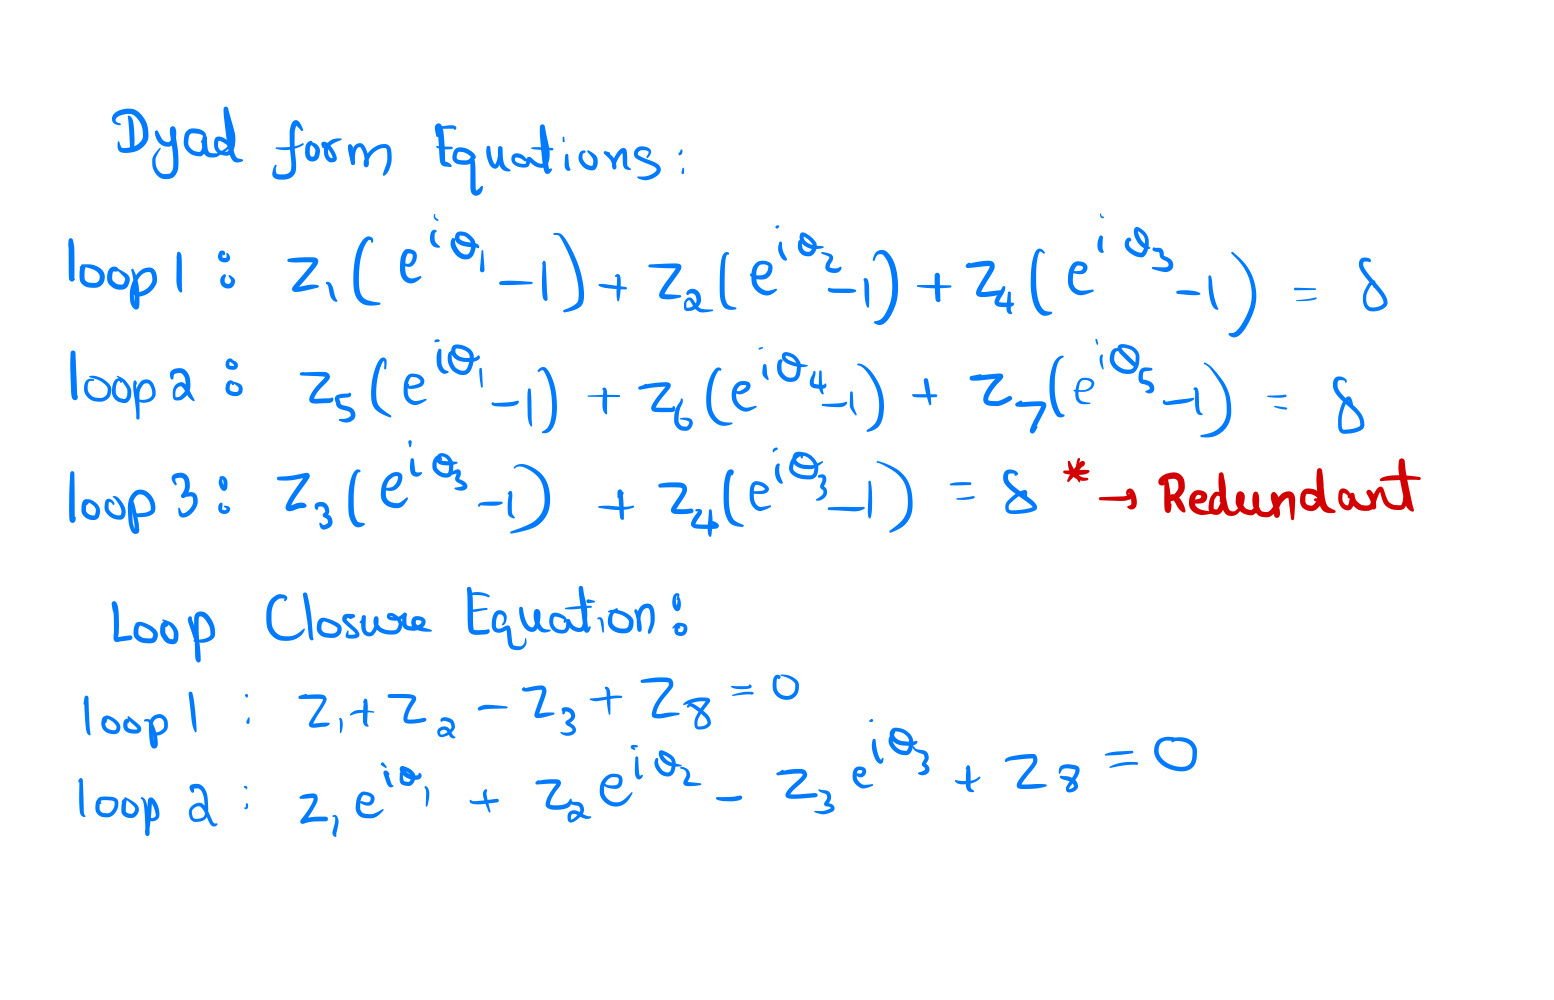 Dyad form Equations:
loop 1 : Z₁(e^{iθ₁}-1) + Z₂(e^{iθ₂}-1) + Z₄(e^{iθ₃}-1) = δ
loop 2 : Z₅(e^{iθ₁}-1) + Z₆(e^{iθ₄}-1) + Z₇(e^{iθ₅}-1) = δ
loop 3 : Z₃(e^{iθ₃}-1) + Z₄(e^{iθ₃}-1) = δ * → Redundant
Loop Closure Equation:
loop 1 : Z₁ + Z₂ - Z₃ + Z₈ = 0
loop 2 : Z₁e^{iθ₁} + Z₂e^{iθ₂} - Z₃e^{iθ₃} + Z₈ = 0